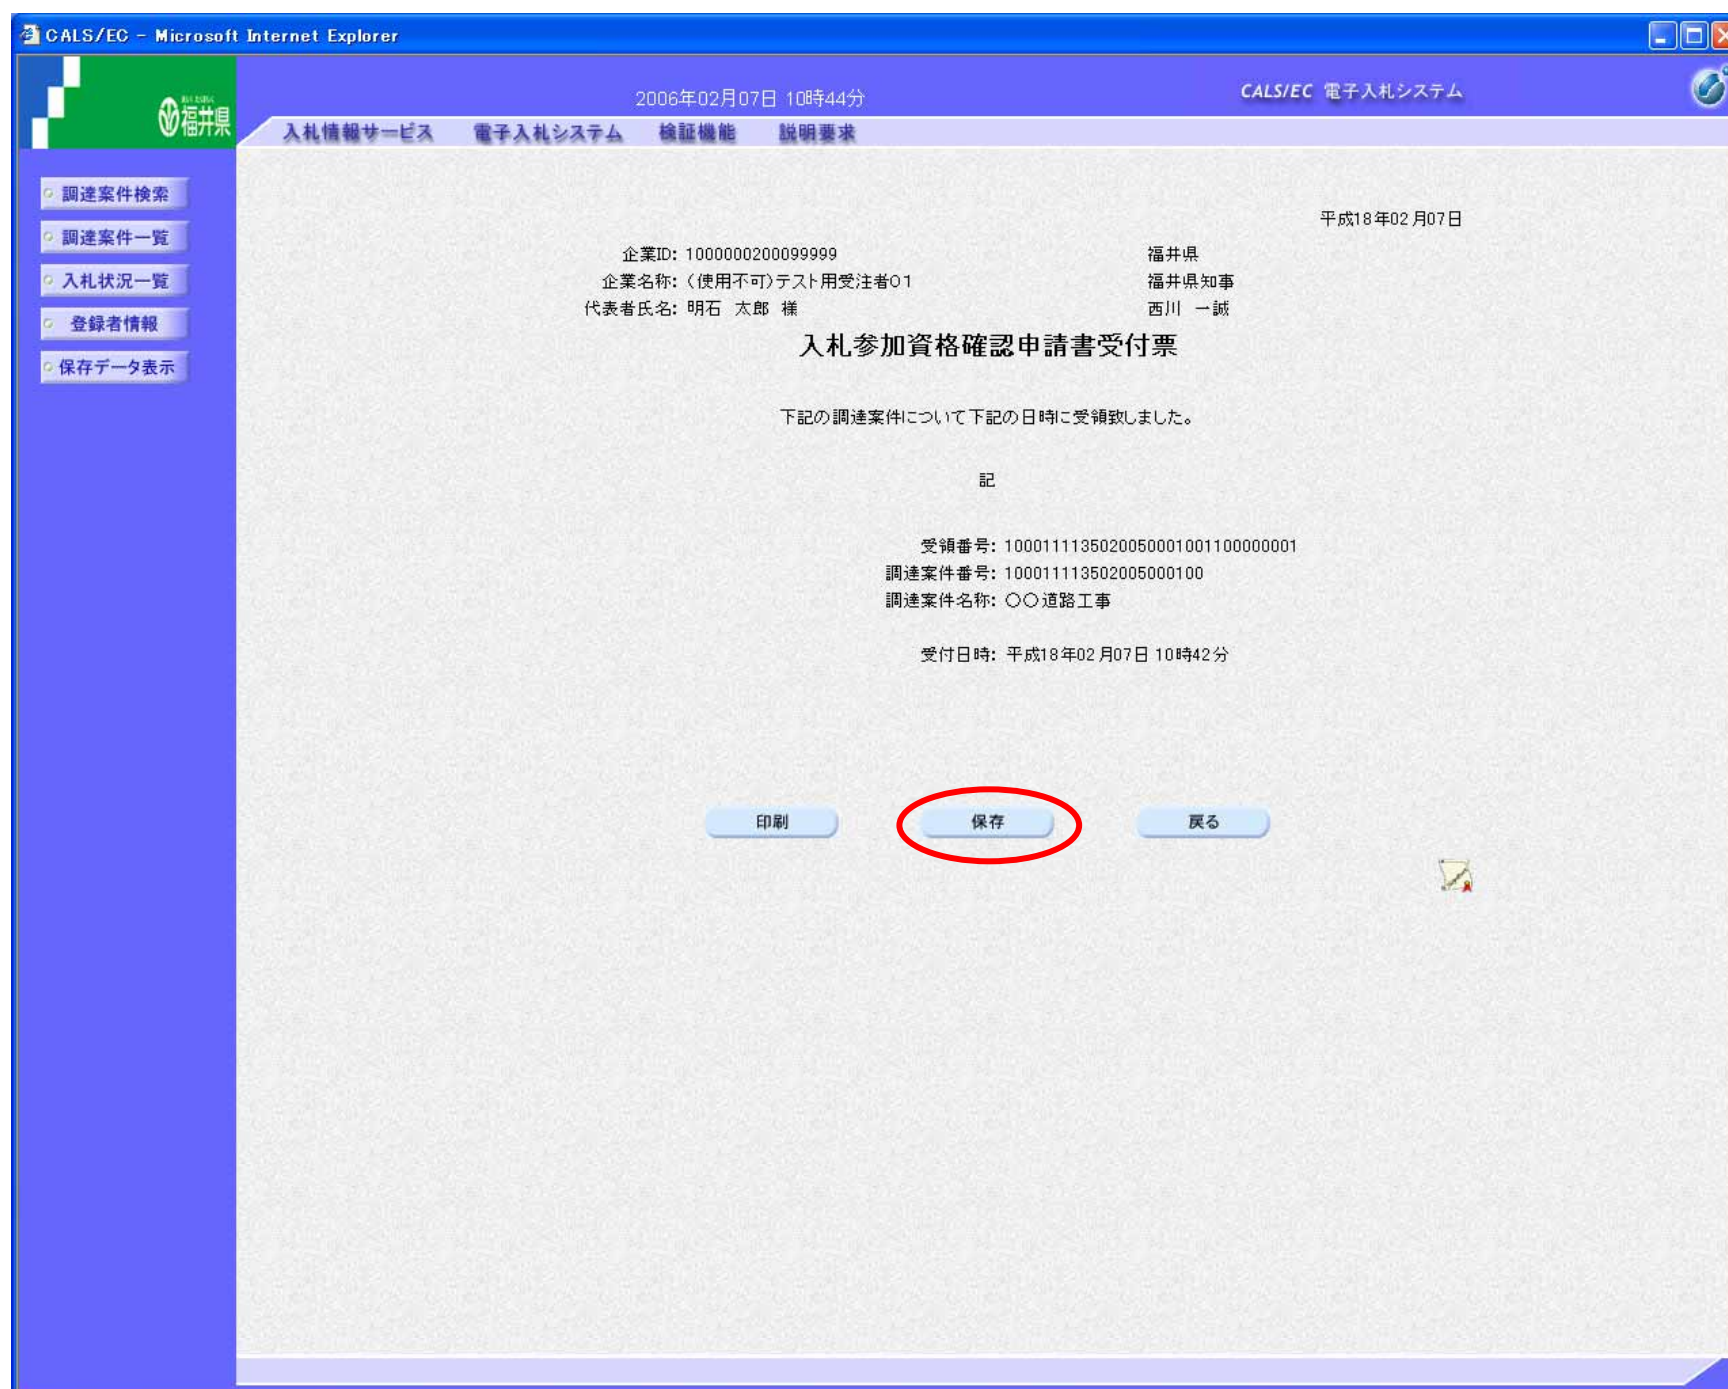 CALS/EC - Microsoft Internet Explorer
福井県
2006年02月07日 10時44分
CALS/EC 電子入札システム
入札情報サービス 電子入札システム 検証機能 説明要求
調達案件検索
調達案件一覧
入札状況一覧
登録者情報
保存データ表示
平成18年02月07日
企業ID: 1000000200099999 福井県
企業名称: (使用不可)テスト用受注者01 福井県知事
代表者氏名: 明石 太郎 様 西川 一誠
入札参加資格確認申請書受付票
下記の調達案件について下記の日時に受領致しました。
記
受領番号: 1000111135020050001001100000001
調達案件番号: 100011113502005000100
調達案件名称: 〇〇道路工事
受付日時: 平成18年02月07日 10時42分
印刷 保存 戻る